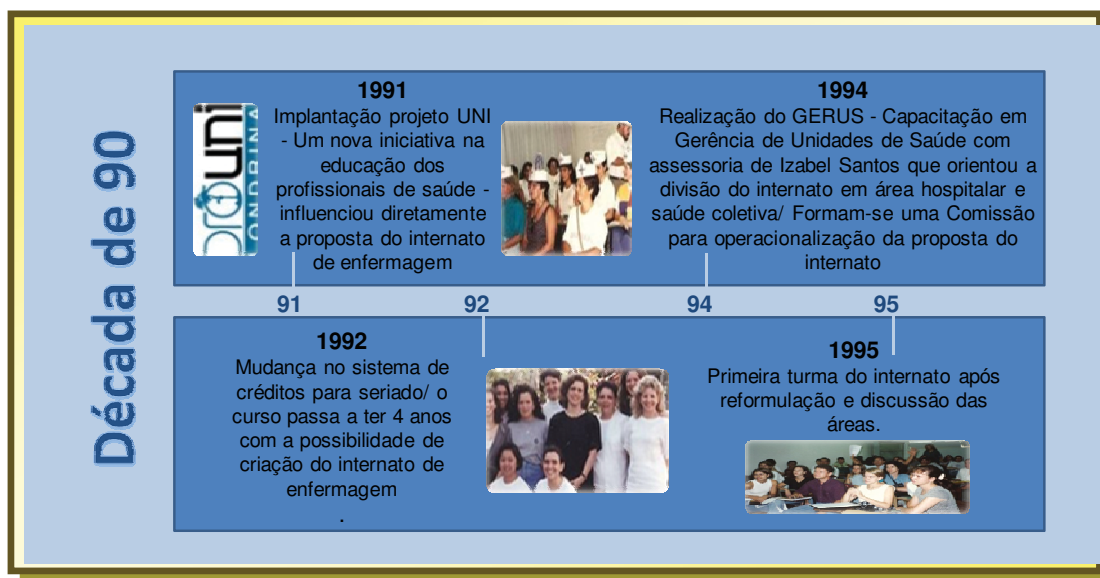 Década de 90
1991
Implantação projeto UNI
- Um nova iniciativa na
educação dos
profissionais de saúde -
influenciou diretamente
a proposta do internato
de enfermagem
prouni
LONDRINA
1994
Realização do GERUS - Capacitação em
Gerência de Unidades de Saúde com
assessoria de Izabel Santos que orientou a
divisão do internato em área hospitalar e
saúde coletiva/ Formam-se uma Comissão
para operacionalização da proposta do
internato
91
92
94
95
1992
Mudança no sistema de
créditos para seriado/ o
curso passa a ter 4 anos
com a possibilidade de
criação do internato de
enfermagem
.
1995
Primeira turma do internato após
reformulação e discussão das
áreas.